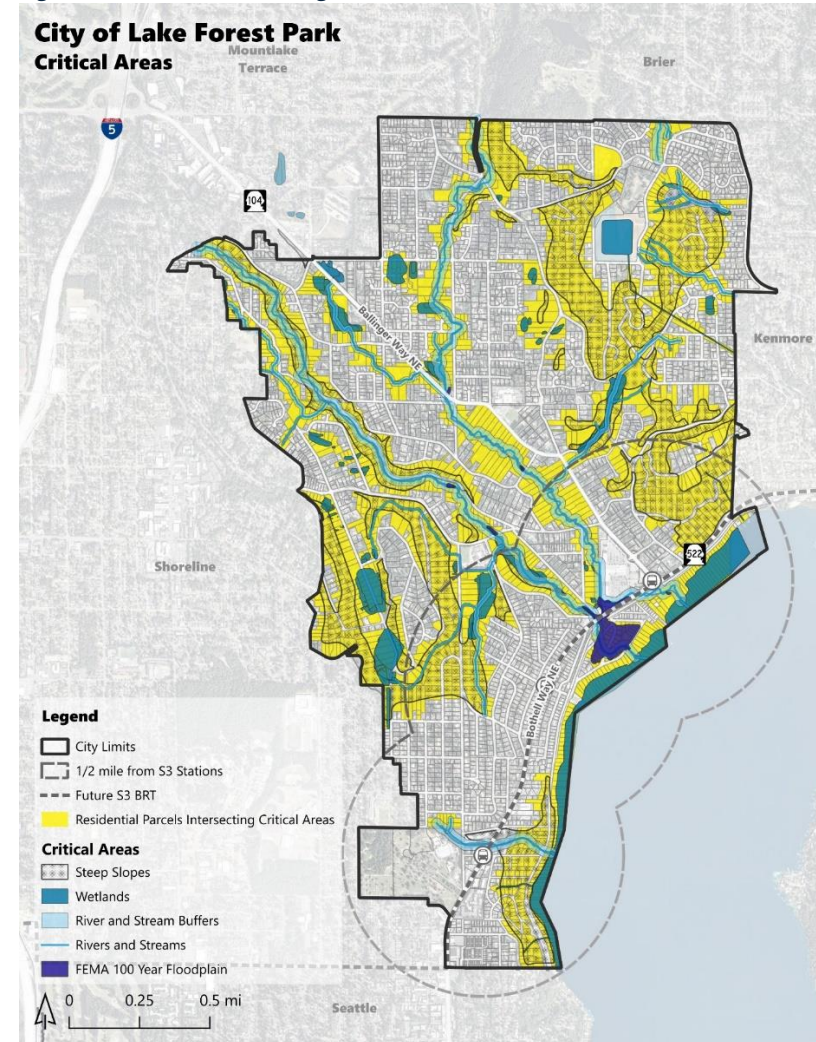 City of Lake Forest Park
Critical Areas
Mountlake
Terrace
Brier
5
104
Ballinger Way NE
Kenmore
522
Shoreline
Bothell Way NE
Legend
City Limits
1/2 mile from S3 Stations
Future S3 BRT
Residential Parcels Intersecting Critical Areas
Critical Areas
Steep Slopes
Wetlands
River and Stream Buffers
Rivers and Streams
FEMA 100 Year Floodplain
0 0.25 0.5 mi
Seattle